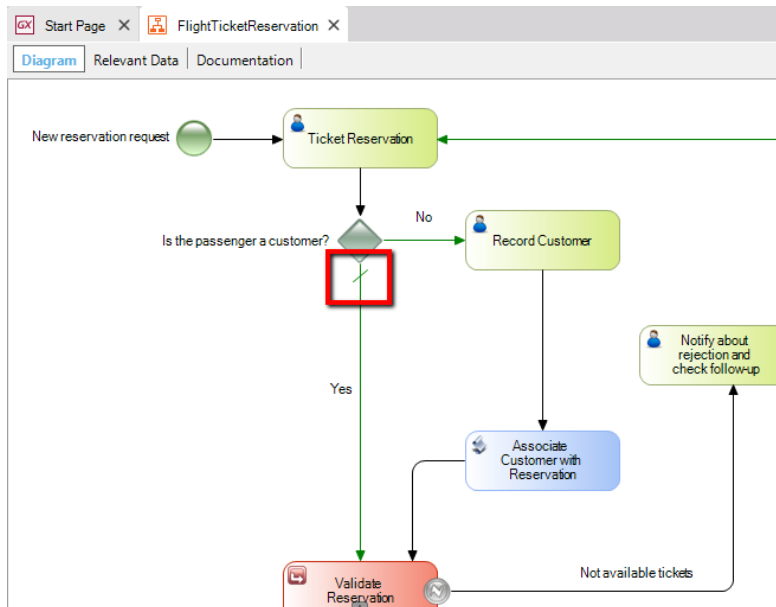 GX Start Page FlightTicketReservation
Diagram Relevant Data Documentation
New reservation request
Ticket Reservation
Is the passenger a customer?
No
Record Customer
Notify about
rejection and
check follow-up
Yes
Associate
Customer with
Reservation
Validate
Reservation
Not available tickets